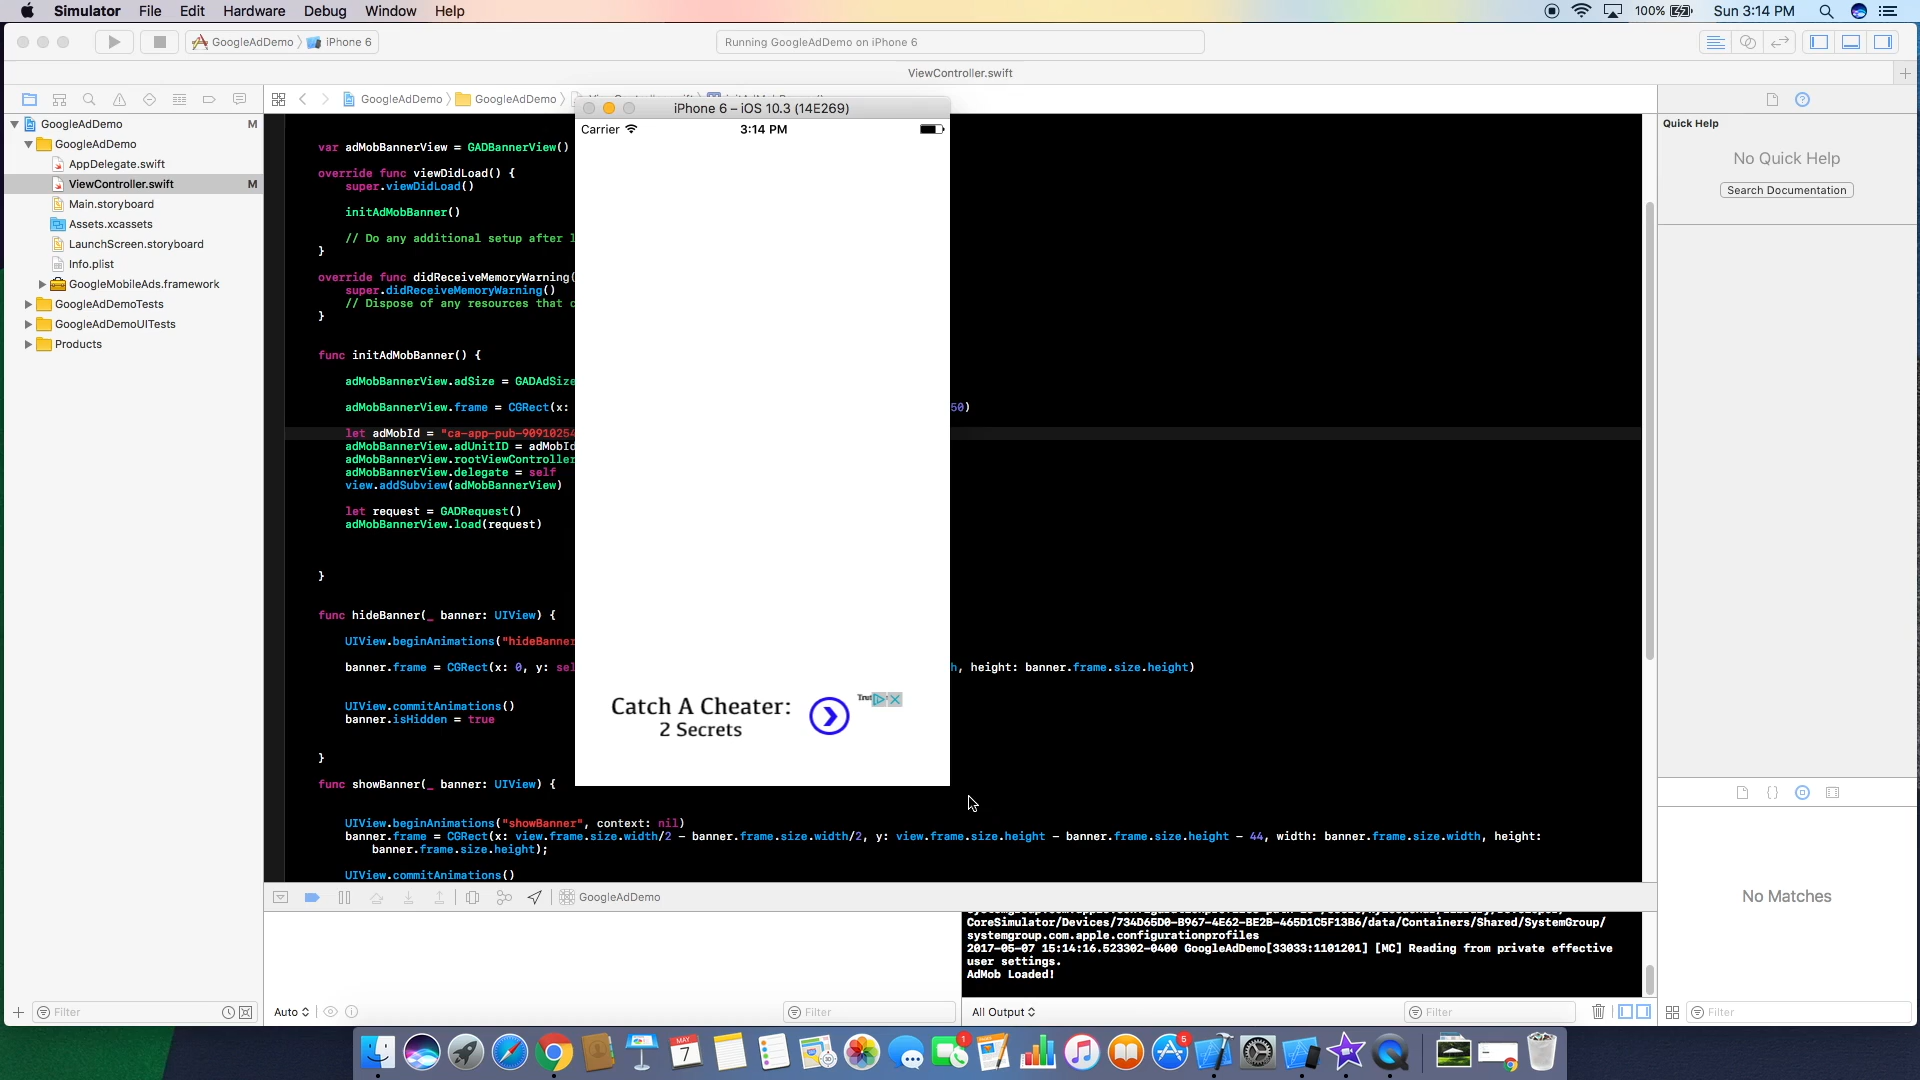 Simulator File Edit Hardware Debug Window Help
100% Sun 3:14 PM
GoogleAdDemo iPhone 6
Running GoogleAdDemo on iPhone 6
ViewController.swift
GoogleAdDemo GoogleAdDemo
Quick Help
No Quick Help
Search Documentation
GoogleAdDemo M
GoogleAdDemo
AppDelegate.swift
ViewController.swift M
Main.storyboard
Assets.xcassets
LaunchScreen.storyboard
Info.plist
GoogleMobileAds.framework
GoogleAdDemoTests
GoogleAdDemoUITests
Products
iPhone 6 – iOS 10.3 (14E269)
Carrier 3:14 PM
Catch A Cheater:
2 Secrets
var adMobBannerView = GADBannerView()
override func viewDidLoad() {
super.viewDidLoad()
initAdMobBanner()
// Do any additional setup after
}
override func didReceiveMemoryWarning(
super.didReceiveMemoryWarning()
// Dispose of any resources that
}
func initAdMobBanner() {
adMobBannerView.adSize = GADAdSize
adMobBannerView.frame = CGRect(x: 50)
let adMobId = "ca-app-pub-90910254
adMobBannerView.adUnitID = adMobId
adMobBannerView.rootViewController
adMobBannerView.delegate = self
view.addSubview(adMobBannerView)
let request = GADRequest()
adMobBannerView.load(request)
}
func hideBanner(_ banner: UIView) {
UIView.beginAnimations("hideBanner
banner.frame = CGRect(x: 0, y: sel h, height: banner.frame.size.height)
UIView.commitAnimations()
banner.isHidden = true
}
func showBanner(_ banner: UIView) {
UIView.beginAnimations("showBanner", context: nil)
banner.frame = CGRect(x: view.frame.size.width/2 - banner.frame.size.width/2, y: view.frame.size.height - banner.frame.size.height - 44, width: banner.frame.size.width, height:
banner.frame.size.height);
UIView.commitAnimations()
GoogleAdDemo
CoreSimulator/Devices/734D65D0-B967-4E62-BE2B-465D1C5F13B6/data/Containers/Shared/SystemGroup/
systemgroup.com.apple.configurationprofiles
2017-05-07 15:14:16.523302-0400 GoogleAdDemo[33033:1101201] [MC] Reading from private effective
user settings.
AdMob Loaded!
No Matches
Filter
Auto
Filter
All Output
Filter
Filter
MAY
7
1
5